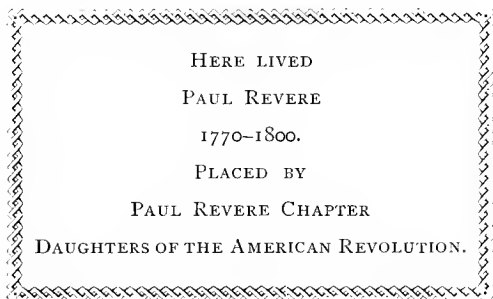 Here lived
Paul Revere
1770–1800.
Placed by
Paul Revere Chapter
Daughters of the American Revolution.